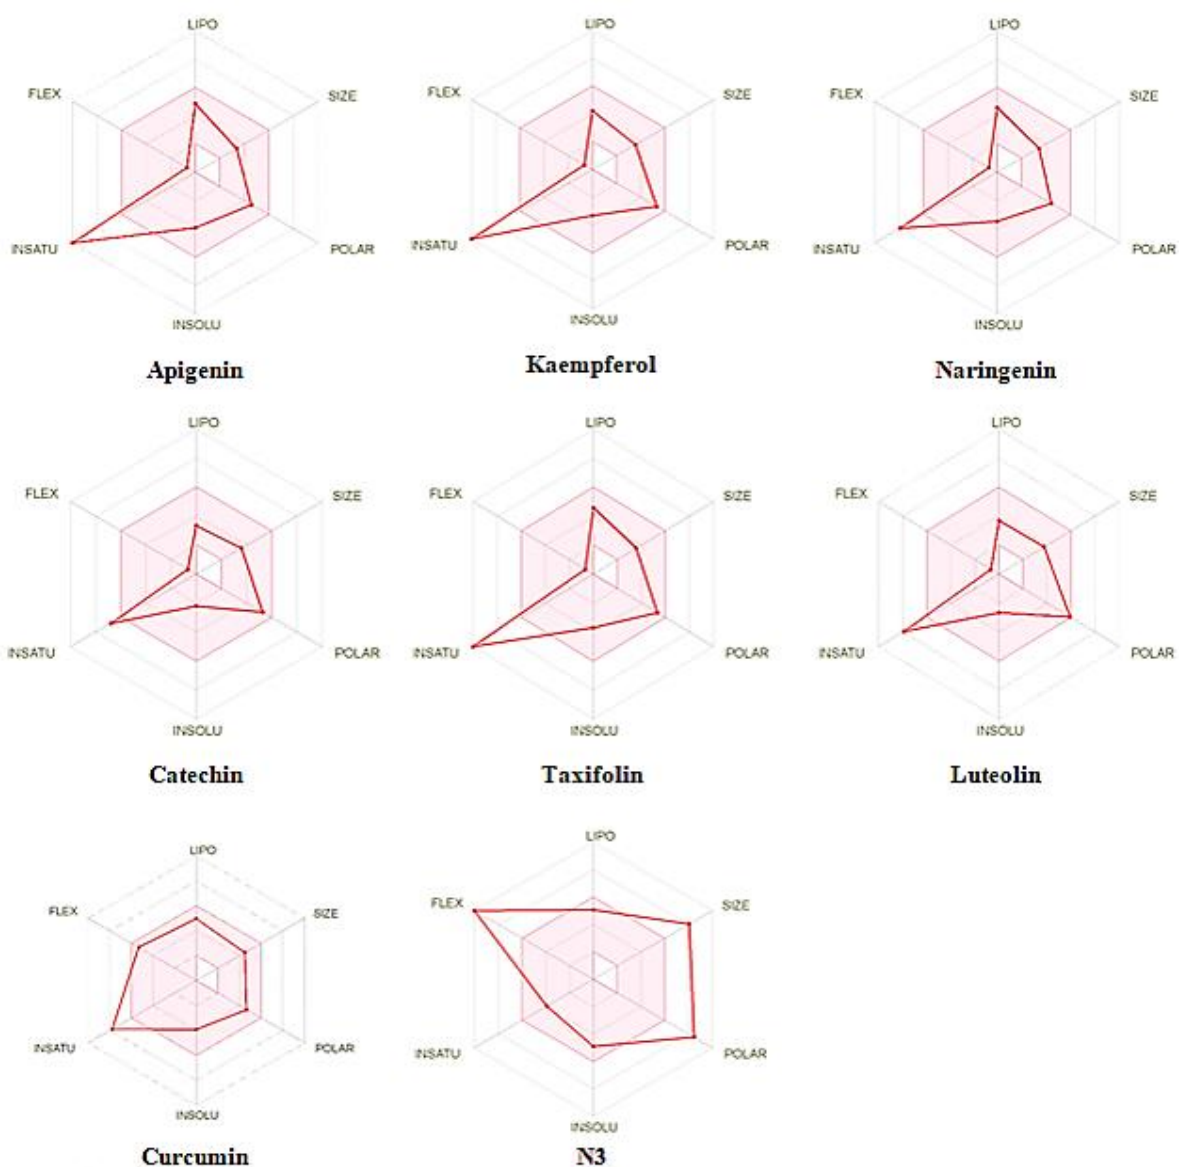 LIPO
FLEX
SIZE
INSATU
POLAR
INSOLU
Apigenin
LIPO
FLEX
SIZE
INSATU
POLAR
INSOLU
Kaempferol
LIPO
FLEX
SIZE
INSATU
POLAR
INSOLU
Naringenin
LIPO
FLEX
SIZE
INSATU
POLAR
INSOLU
Catechin
LIPO
FLEX
SIZE
INSATU
POLAR
INSOLU
Taxifolin
LIPO
FLEX
SIZE
INSATU
POLAR
INSOLU
Luteolin
LIPO
FLEX
SIZE
INSATU
POLAR
INSOLU
Curcumin
LIPO
FLEX
SIZE
INSATU
POLAR
INSOLU
N3